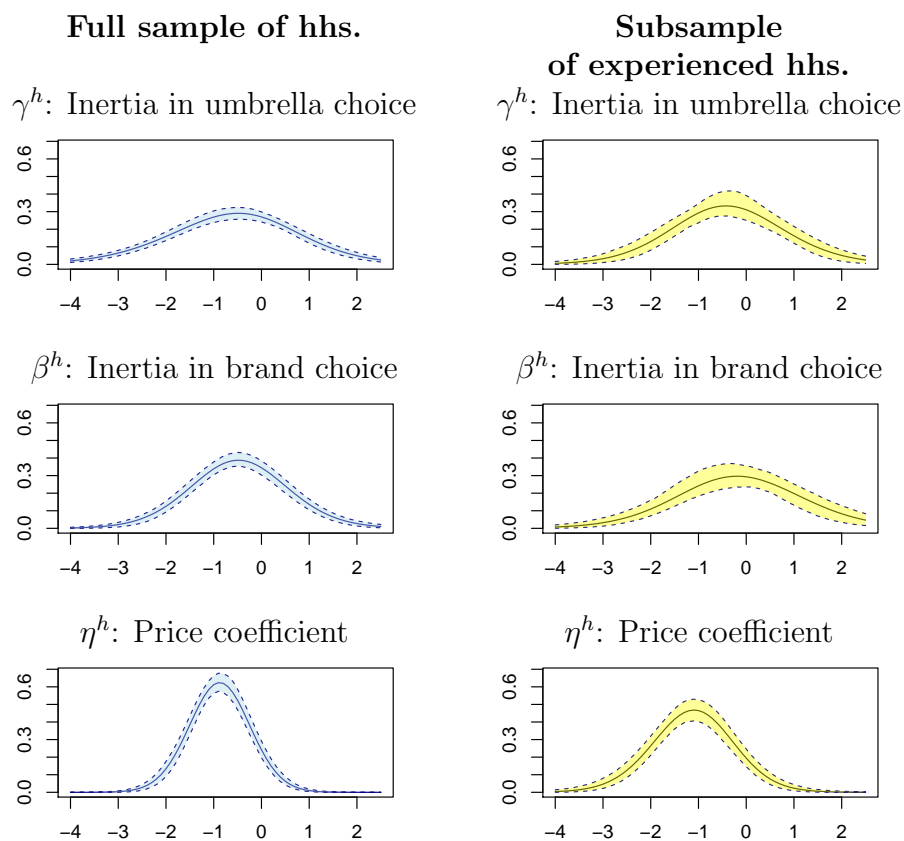 Full sample of hhs.
γ^h: Inertia in umbrella choice
0.0 0.3 0.6
−4 −3 −2 −1 0 1 2
β^h: Inertia in brand choice
0.0 0.3 0.6
−4 −3 −2 −1 0 1 2
η^h: Price coefficient
0.0 0.3 0.6
−4 −3 −2 −1 0 1 2
Subsample
of experienced hhs.
γ^h: Inertia in umbrella choice
0.0 0.3 0.6
−4 −3 −2 −1 0 1 2
β^h: Inertia in brand choice
0.0 0.3 0.6
−4 −3 −2 −1 0 1 2
η^h: Price coefficient
0.0 0.3 0.6
−4 −3 −2 −1 0 1 2